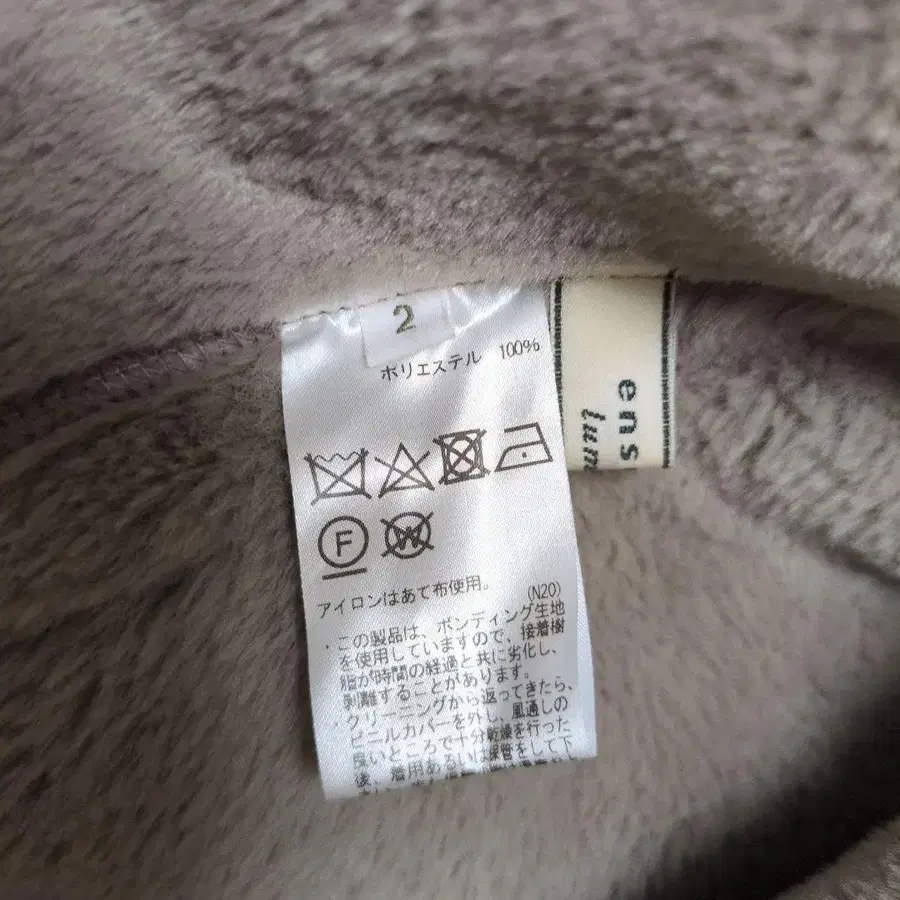 2
ポリエステル 100%
F
W
アイロンはあて布使用。
(N20)
・この製品は、ボンディング生地
を使用していますので、接着樹
脂が時間の経過と共に劣化し、
剥離することがあります。
・クリーニングから返ってきたら、
ビニルカバーを外し、風通しの
良いところで十分乾燥を行った
後、着用あるいは保管をして下
ens
lum